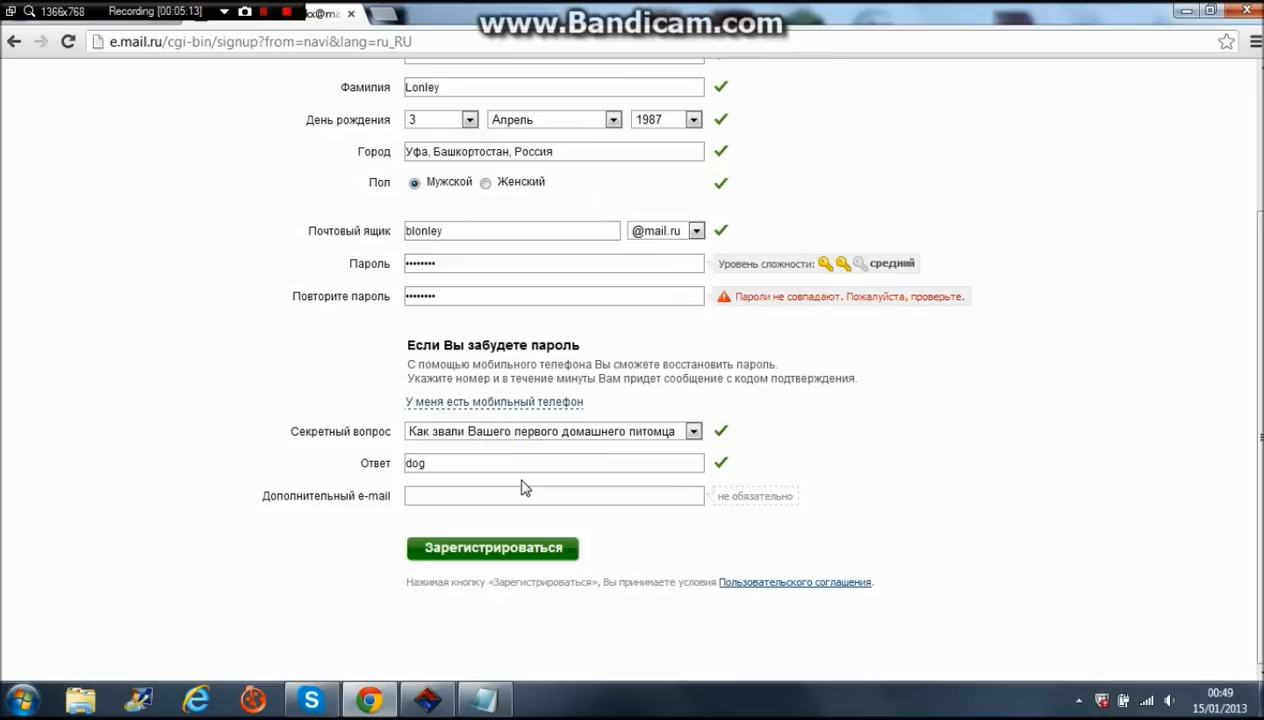 1366x768 Recording [00:05:13]
www.Bandicam.com
e.mail.ru/cgi-bin/signup?from=navi&lang=ru_RU
Фамилия Lonley
День рождения 3 Апрель 1987
Город Уфа, Башкортостан, Россия
Пол Мужской Женский
Почтовый ящик blonley @mail.ru
Пароль •••••••• Уровень сложности: средний
Повторите пароль •••••••• Пароли не совпадают. Пожалуйста, проверьте.
Если Вы забудете пароль
С помощью мобильного телефона Вы сможете восстановить пароль.
Укажите номер и в течение минуты Вам придет сообщение с кодом подтверждения.
У меня есть мобильный телефон
Секретный вопрос Как звали Вашего первого домашнего питомца
Ответ dog
Дополнительный e-mail не обязательно
Зарегистрироваться
Нажимая кнопку «Зарегистрироваться», Вы принимаете условия Пользовательского соглашения.
00:49
15/01/2013